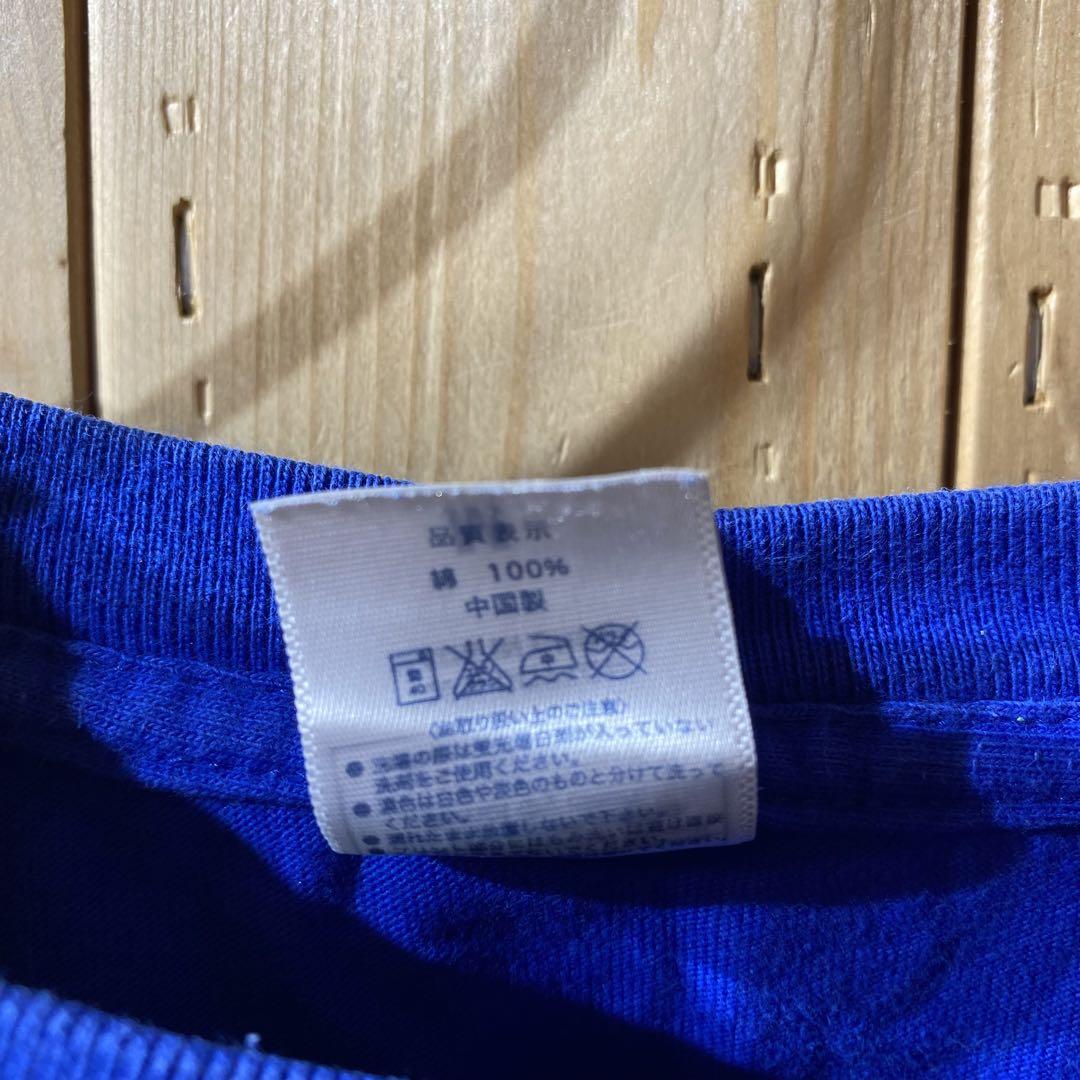 品質表示
綿 100%
中国製
40
〈お取り扱い上のご注意〉
● 洗濯の際は蛍光増白剤が入っていない
洗剤をご使用ください。
● 濃色は白色や淡色のものと分けて洗って
ください。